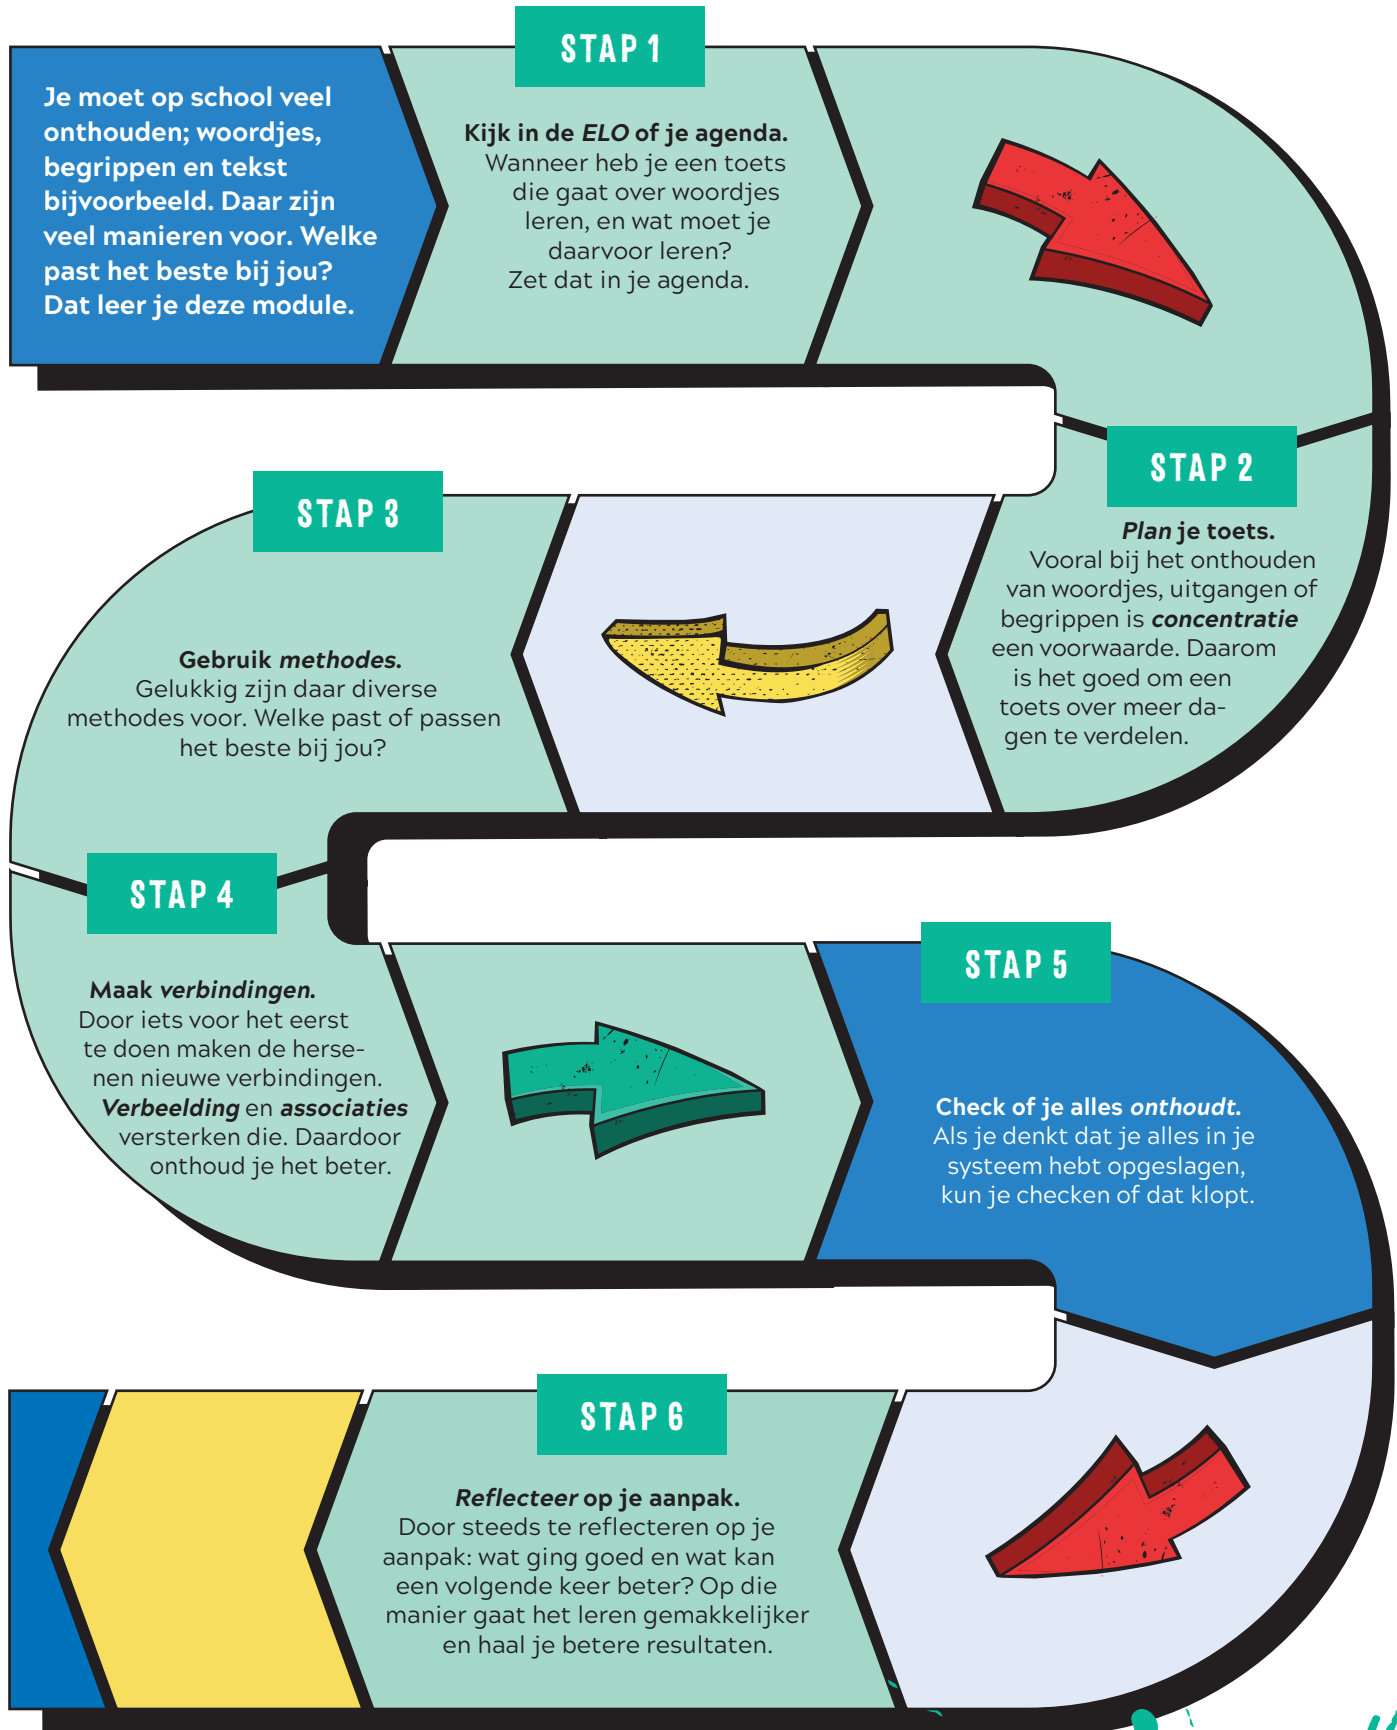 Je moet op school veel
onthouden; woordjes,
begrippen en tekst
bijvoorbeeld. Daar zijn
veel manieren voor. Welke
past het beste bij jou?
Dat leer je deze module.
STAP 1
Kijk in de ELO of je agenda.
Wanneer heb je een toets
die gaat over woordjes
leren, en wat moet je
daarvoor leren?
Zet dat in je agenda.
STAP 2
Plan je toets.
Vooral bij het onthouden
van woordjes, uitgangen of
begrippen is concentratie
een voorwaarde. Daarom
is het goed om een
toets over meer da-
gen te verdelen.
STAP 3
Gebruik methodes.
Gelukkig zijn daar diverse
methodes voor. Welke past of passen
het beste bij jou?
STAP 4
Maak verbindingen.
Door iets voor het eerst
te doen maken de herse-
nen nieuwe verbindingen.
Verbeelding en associaties
versterken die. Daardoor
onthoud je het beter.
STAP 5
Check of je alles onthoudt.
Als je denkt dat je alles in je
systeem hebt opgeslagen,
kun je checken of dat klopt.
STAP 6
Reflecteer op je aanpak.
Door steeds te reflecteren op je
aanpak: wat ging goed en wat kan
een volgende keer beter? Op die
manier gaat het leren gemakkelijker
en haal je betere resultaten.